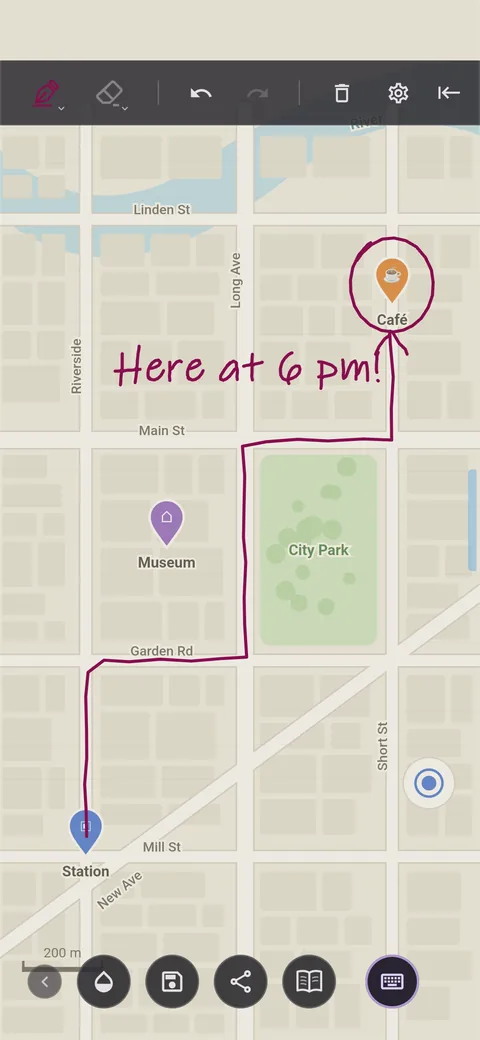 River
Linden St
Long Ave
Café
Riverside
Here at 6 pm!
Main St
City Park
Museum
Garden Rd
Short St
Mill St
Station
New Ave
200 m